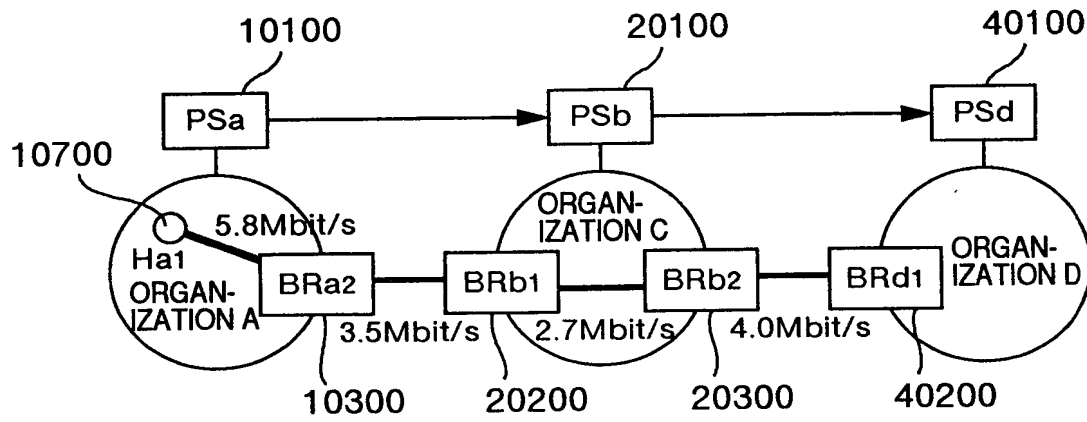 10100
20100
40100
PSa
PSb
PSd
10700
ORGAN-
IZATION C
5.8Mbit/s
Ha1
ORGAN-
IZATION A
BRa2
BRb1
BRb2
BRd1
ORGAN-
IZATION D
3.5Mbit/s
2.7Mbit/s
4.0Mbit/s
10300
20200
20300
40200